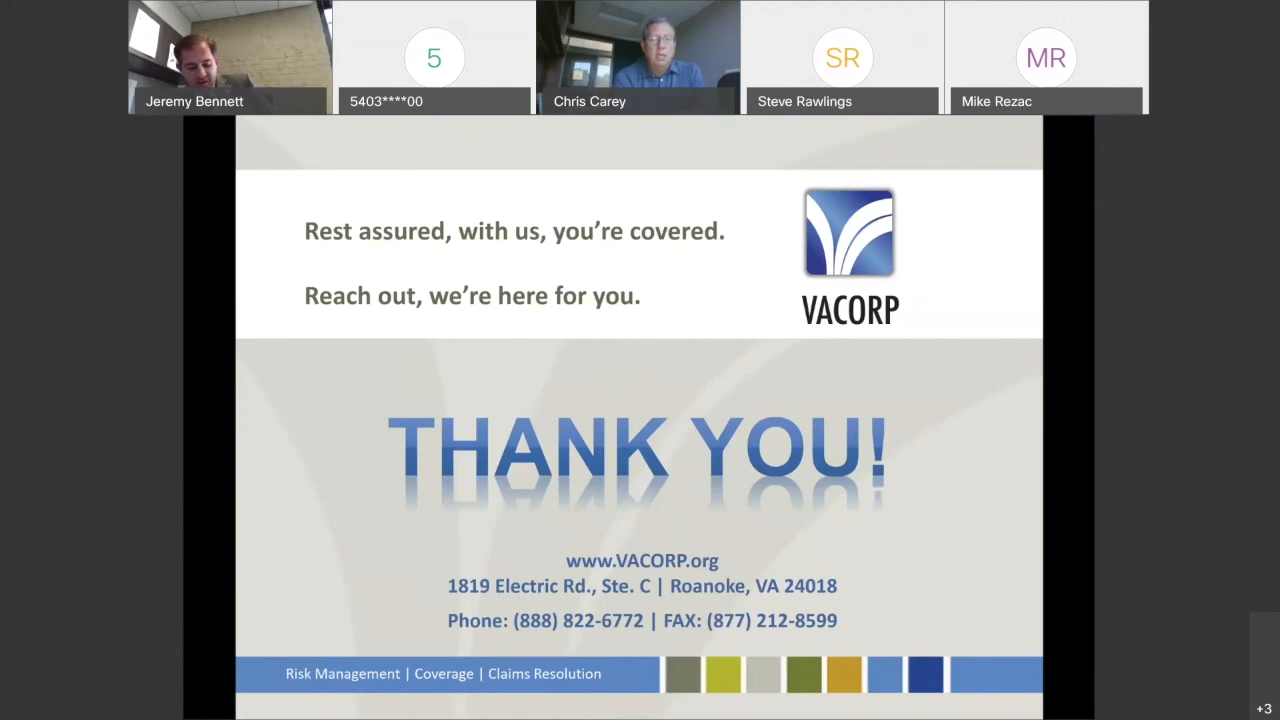 5
SR
MR
Jeremy Bennett
5403****00
Chris Carey
Steve Rawlings
Mike Rezac
Rest assured, with us, you're covered.
Reach out, we're here for you.
VACORP
THANK YOU!
www.VACORP.org
1819 Electric Rd., Ste. C | Roanoke, VA 24018
Phone: (888) 822-6772 | FAX: (877) 212-8599
Risk Management | Coverage | Claims Resolution
+3